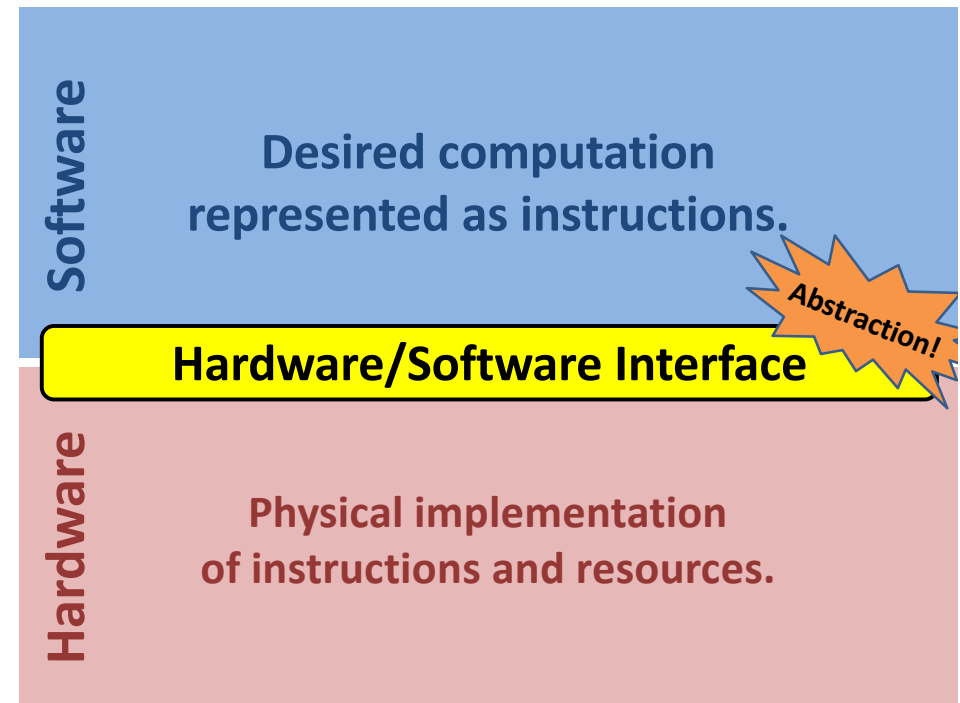 Software
Desired computation
represented as instructions.
Abstraction!
Hardware/Software Interface
Hardware
Physical implementation
of instructions and resources.